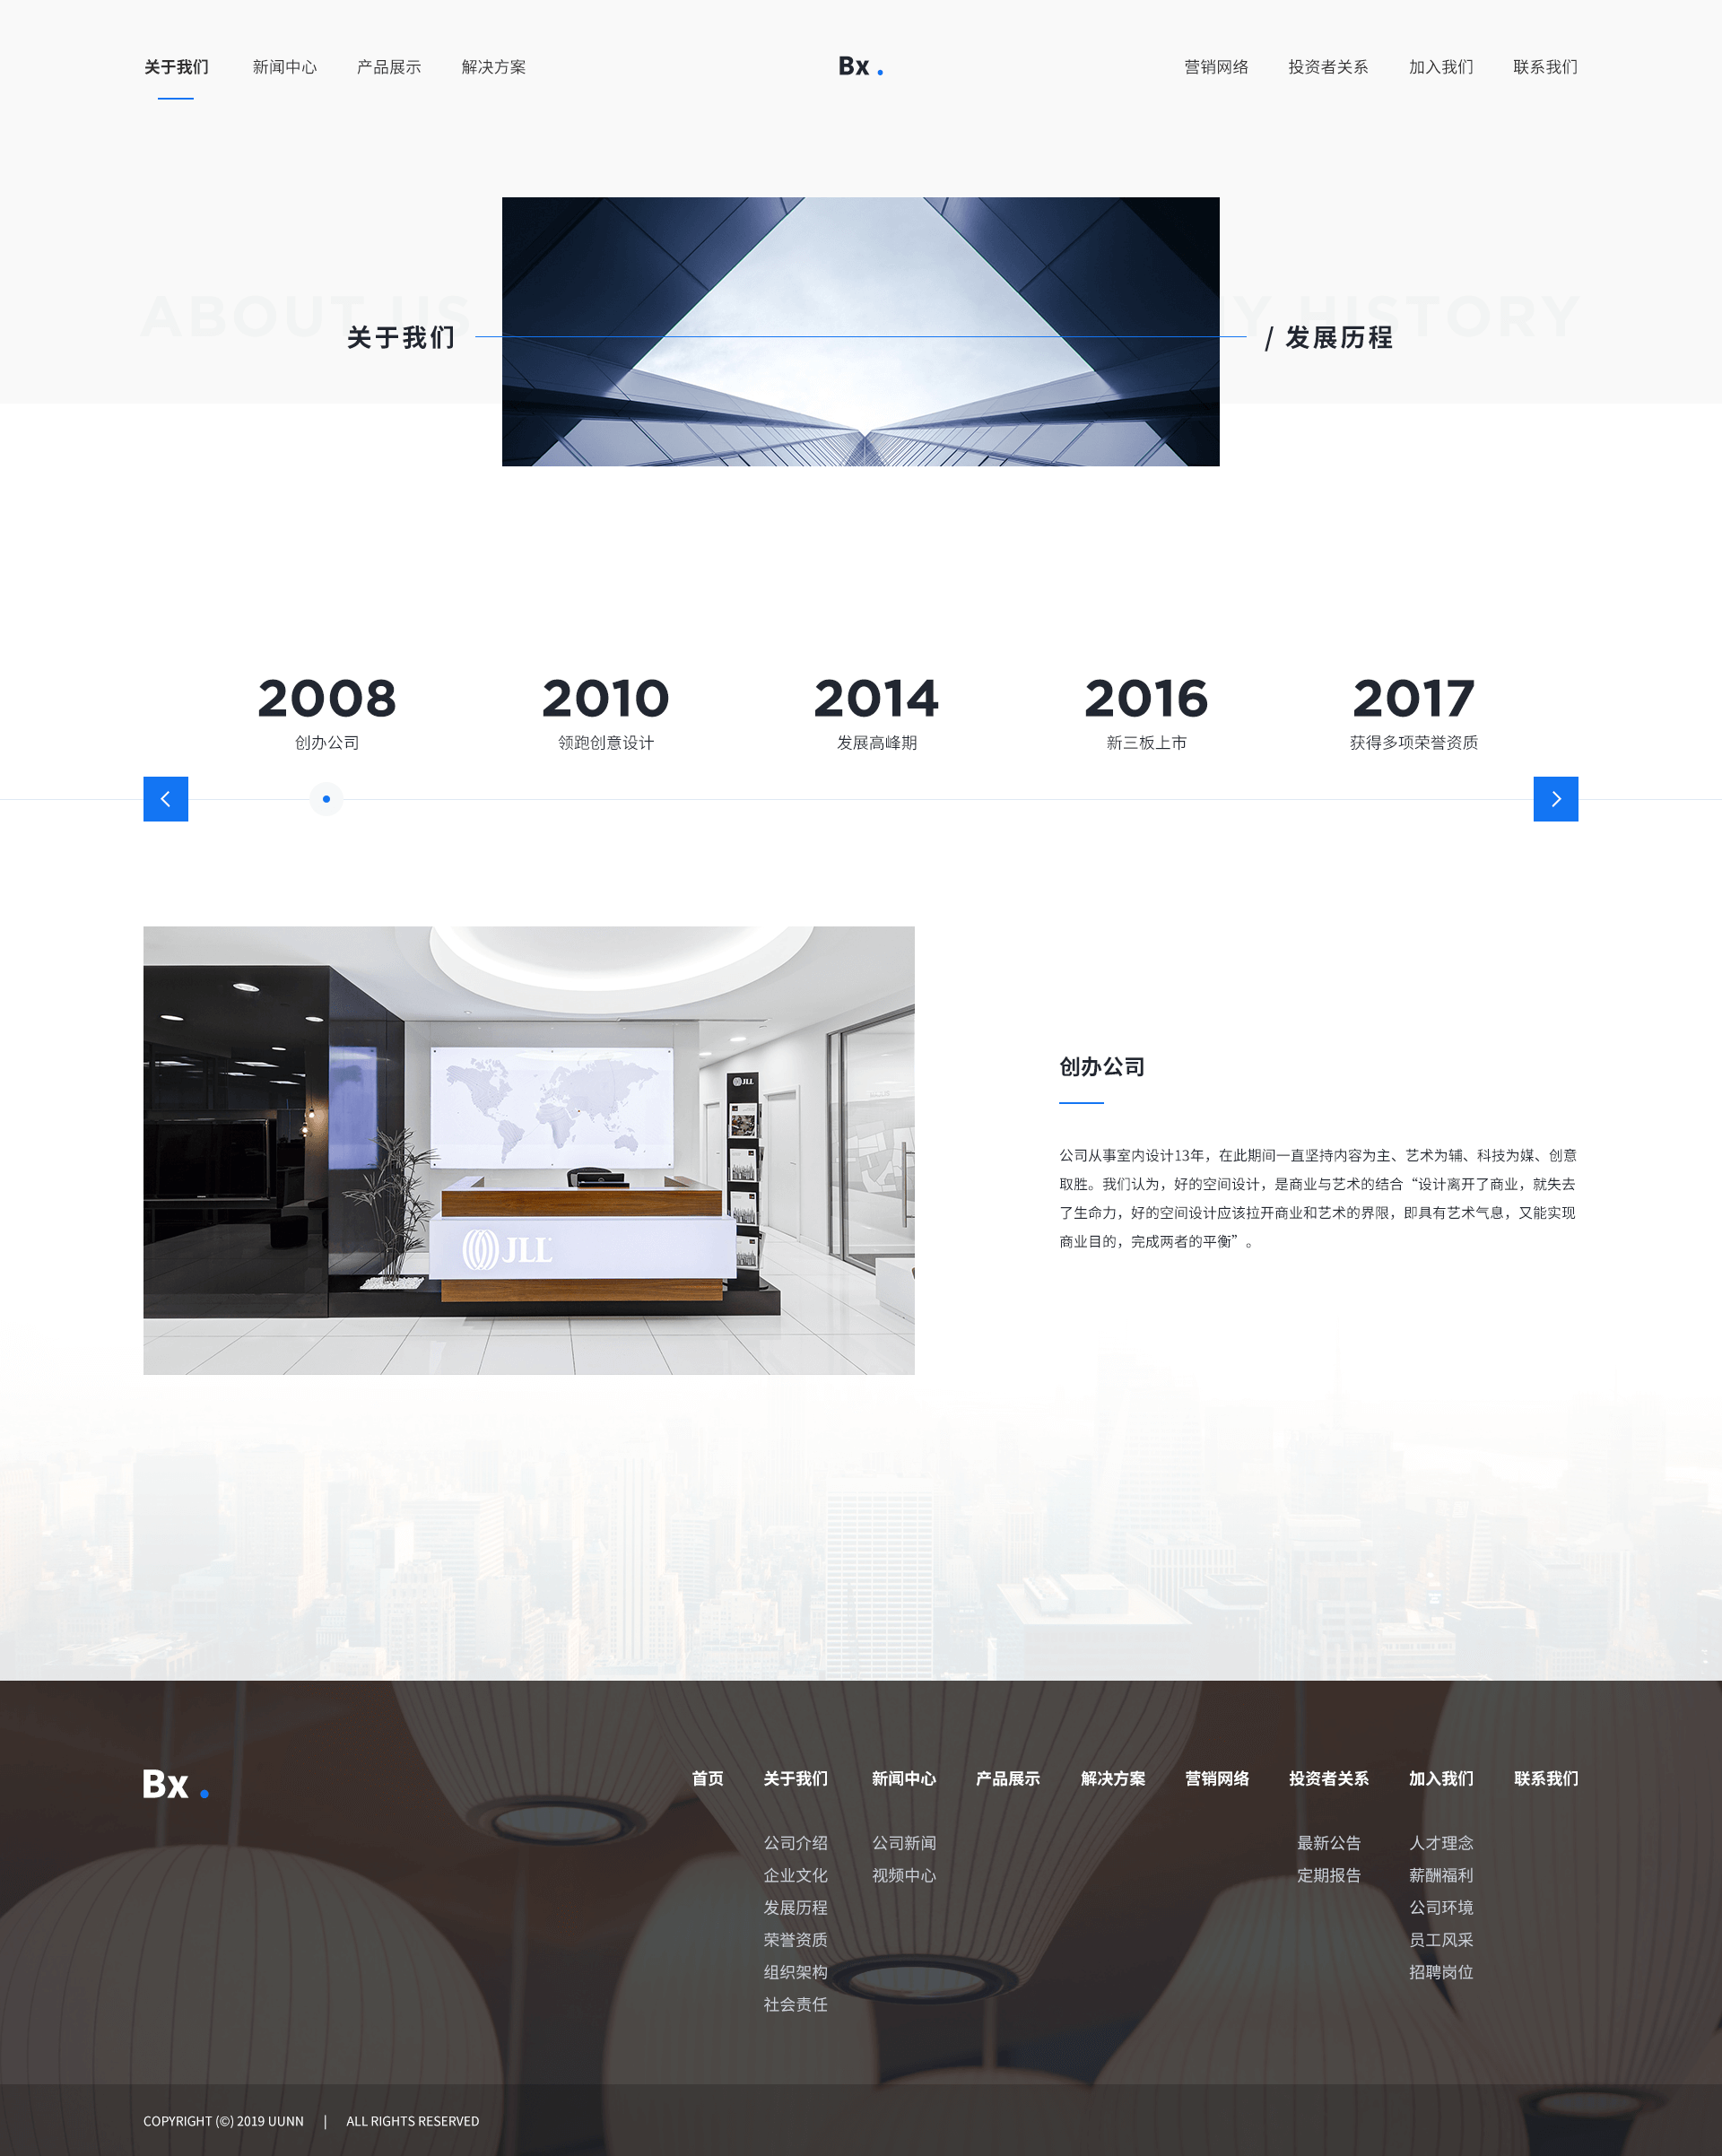 关于我们 新闻中心 产品展示 解决方案 Bx . 营销网络 投资者关系 加入我们 联系我们
ABOUT US Y HISTORY
关于我们 / 发展历程
2008 2010 2014 2016 2017
创办公司 领跑创意设计 发展高峰期 新三板上市 获得多项荣誉资质
JLL
JLL
创办公司
公司从事室内设计13年，在此期间一直坚持内容为主、艺术为辅、科技为媒、创意
取胜。我们认为，好的空间设计，是商业与艺术的结合“设计离开了商业，就失去
了生命力，好的空间设计应该拉开商业和艺术的界限，即具有艺术气息，又能实现
商业目的，完成两者的平衡”。
Bx .
首页 关于我们 新闻中心 产品展示 解决方案 营销网络 投资者关系 加入我们 联系我们
公司介绍 公司新闻 最新公告 人才理念
企业文化 视频中心 定期报告 薪酬福利
发展历程 公司环境
荣誉资质 员工风采
组织架构 招聘岗位
社会责任
COPYRIGHT (©) 2019 UUNN | ALL RIGHTS RESERVED